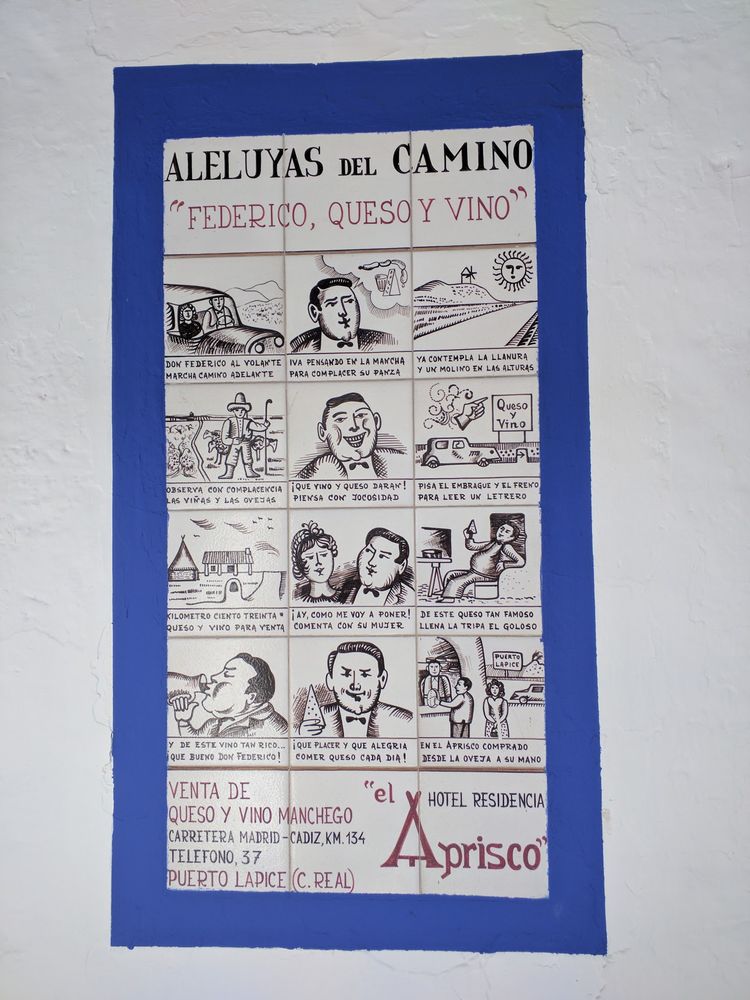 ALELUYAS DEL CAMINO
"FEDERICO, QUESO Y VINO"
DON FEDERICO AL VOLANTE
MARCHA CAMINO ADELANTE
IVA PENSANDO EN LA MANCHA
PARA COMPLACER SU PANZA
YA CONTEMPLA LA LLANURA
Y UN MOLINO EN LAS ALTURAS
OBSERVA CON COMPLACENCIA
LAS VIÑAS Y LAS OVEJAS
¡QUE VINO Y QUESO DARAN!
PIENSA CON JOCOSIDAD
Queso
y
Vino
PISA EL EMBRAGUE Y EL FRENO
PARA LEER UN LETRERO
KILOMETRO CIENTO TREINTA
QUESO Y VINO PARA VENTA
¡AY, COMO ME VOY A PONER!
COMENTA CON SU MUJER
DE ESTE QUESO TAN FAMOSO
LLENA LA TRIPA EL GOLOSO
Y DE ESTE VINO TAN RICO...
¡QUE BUENO DON FEDERICO!
¡QUE PLACER Y QUE ALEGRIA
COMER QUESO CADA DIA!
PUERTO
LAPICE
EN EL APRISCO COMPRADO
DESDE LA OVEJA A SU MANO
VENTA DE
QUESO Y VINO MANCHEGO
CARRETERA MADRID-CADIZ, KM. 134
TELEFONO, 37
PUERTO LAPICE (C. REAL)
"el
HOTEL RESIDENCIA
Aprisco"